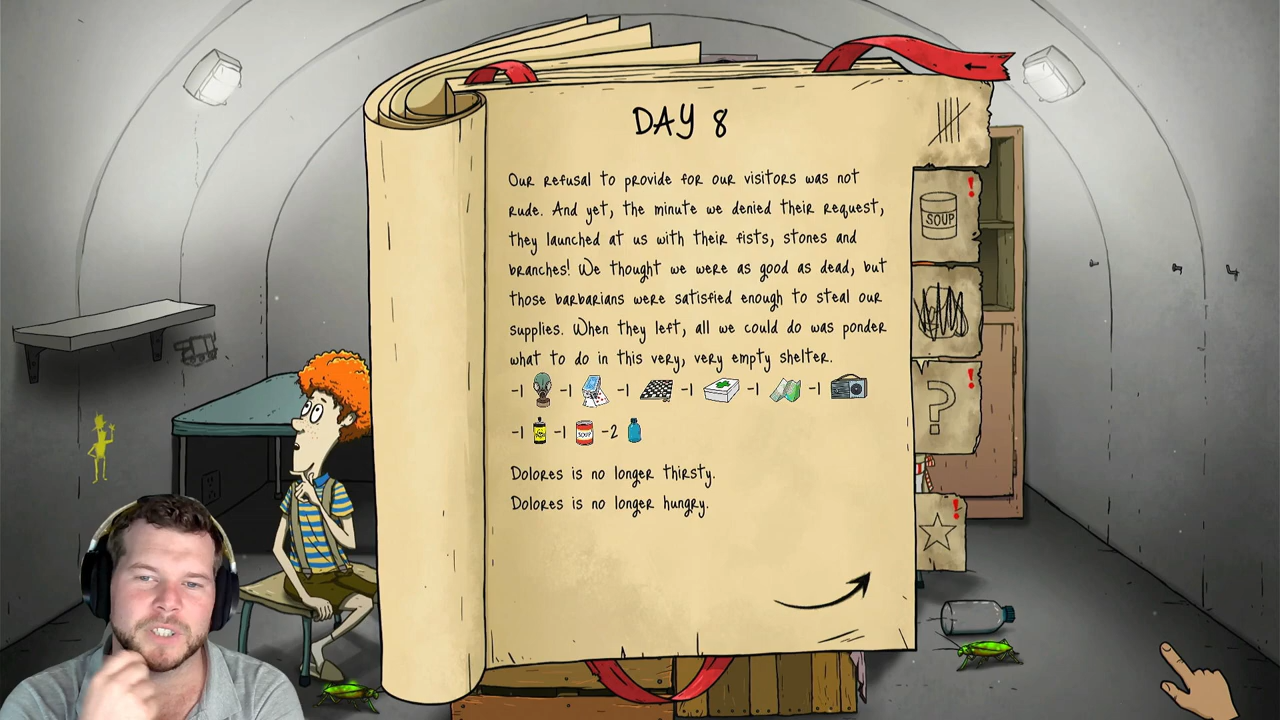 DAY 8
Our refusal to provide for our visitors was not
rude. And yet, the minute we denied their request,
they launched at us with their fists, stones and
branches! We thought we were as good as dead, but
those barbarians were satisfied enough to steal our
supplies. When they left, all we could do was ponder
what to do in this very, very empty shelter.
-1 -1 -1 -1 -1 -1
-1 -1 SOUP -2
Dolores is no longer thirsty.
Dolores is no longer hungry.
!
SOUP
!
?
!